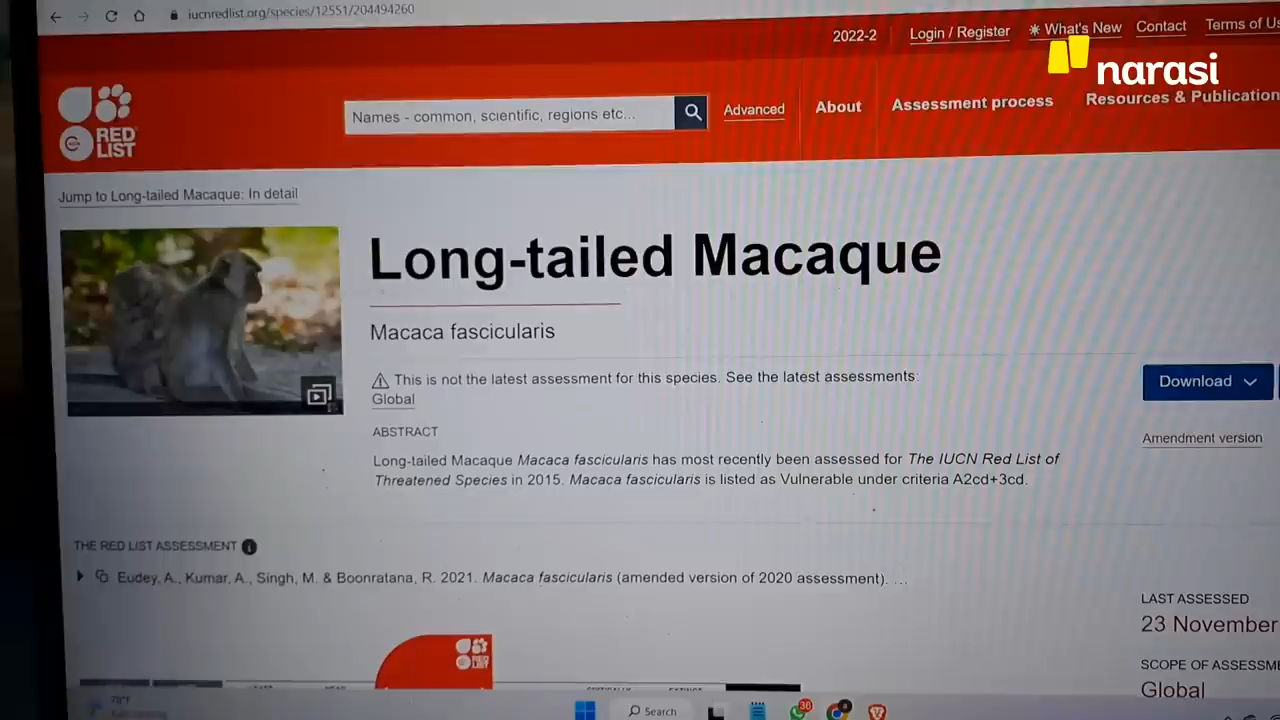 iucnredlist.org/species/12551/204494260
2022-2
Login / Register
What's New
Contact
Terms of Us
narasi
RED
LIST
Names - common, scientific, regions etc...
Advanced
About
Assessment process
Resources & Publication
Jump to Long-tailed Macaque: In detail
Long-tailed Macaque
Macaca fascicularis
This is not the latest assessment for this species. See the latest assessments:
Global
Download
ABSTRACT
Amendment version
Long-tailed Macaque Macaca fascicularis has most recently been assessed for The IUCN Red List of
Threatened Species in 2015. Macaca fascicularis is listed as Vulnerable under criteria A2cd+3cd.
THE RED LIST ASSESSMENT
Eudey, A., Kumar, A., Singh, M. & Boonratana, R. 2021. Macaca fascicularis (amended version of 2020 assessment). ...
LAST ASSESSED
23 November
SCOPE OF ASSESSM
Global
RED
LIST
78°F
Search
36